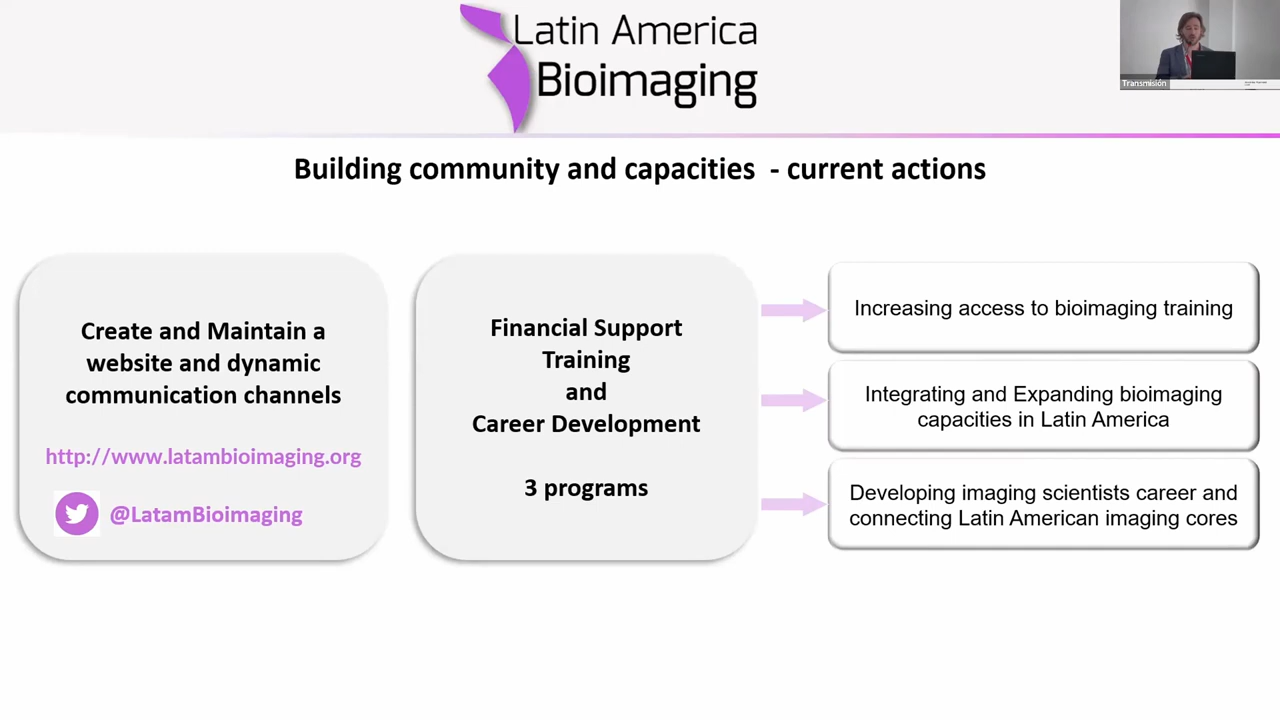 Latin America
Bioimaging
Transmisión
Building community and capacities - current actions
Create and Maintain a
website and dynamic
communication channels
http://www.latambioimaging.org
@LatamBioimaging
Financial Support
Training
and
Career Development
3 programs
Increasing access to bioimaging training
Integrating and Expanding bioimaging
capacities in Latin America
Developing imaging scientists career and
connecting Latin American imaging cores